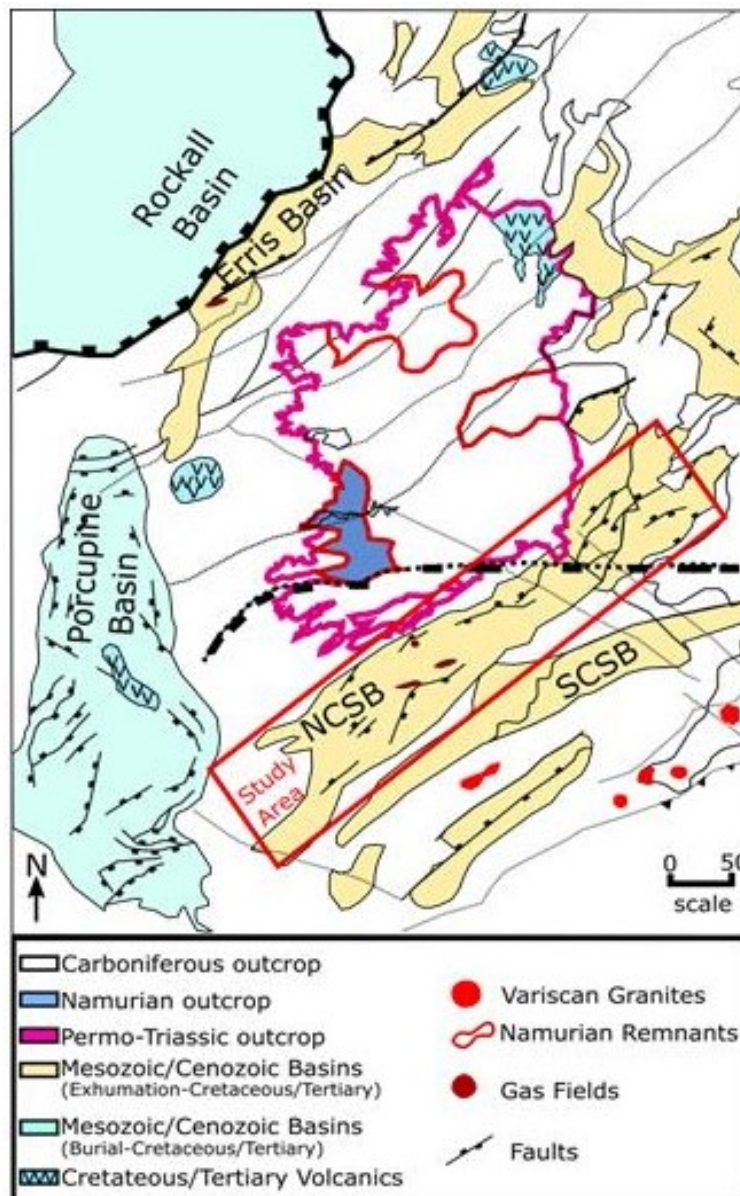 Rockall
Basin
Erris Basin
Porcupine
Basin
NCSB
SCSB
Study
Area
N
0 50
scale
Carboniferous outcrop
Namurian outcrop
Permo-Triassic outcrop
Mesozoic/Cenozoic Basins
(Exhumation-Cretaceous/Tertiary)
Mesozoic/Cenozoic Basins
(Burial-Cretaceous/Tertiary)
Cretateous/Tertiary Volcanics
Variscan Granites
Namurian Remnants
Gas Fields
Faults